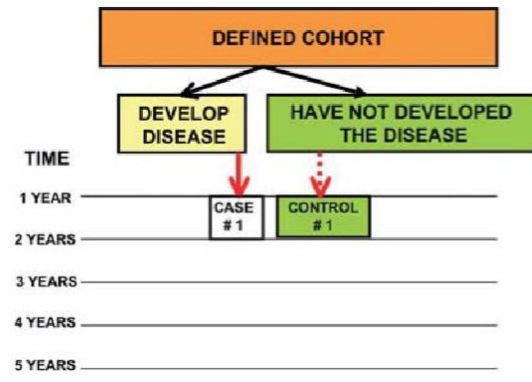 DEFINED COHORT
DEVELOP
DISEASE
HAVE NOT DEVELOPED
THE DISEASE
TIME
1 YEAR
CASE
# 1
CONTROL
# 1
2 YEARS
3 YEARS
4 YEARS
5 YEARS